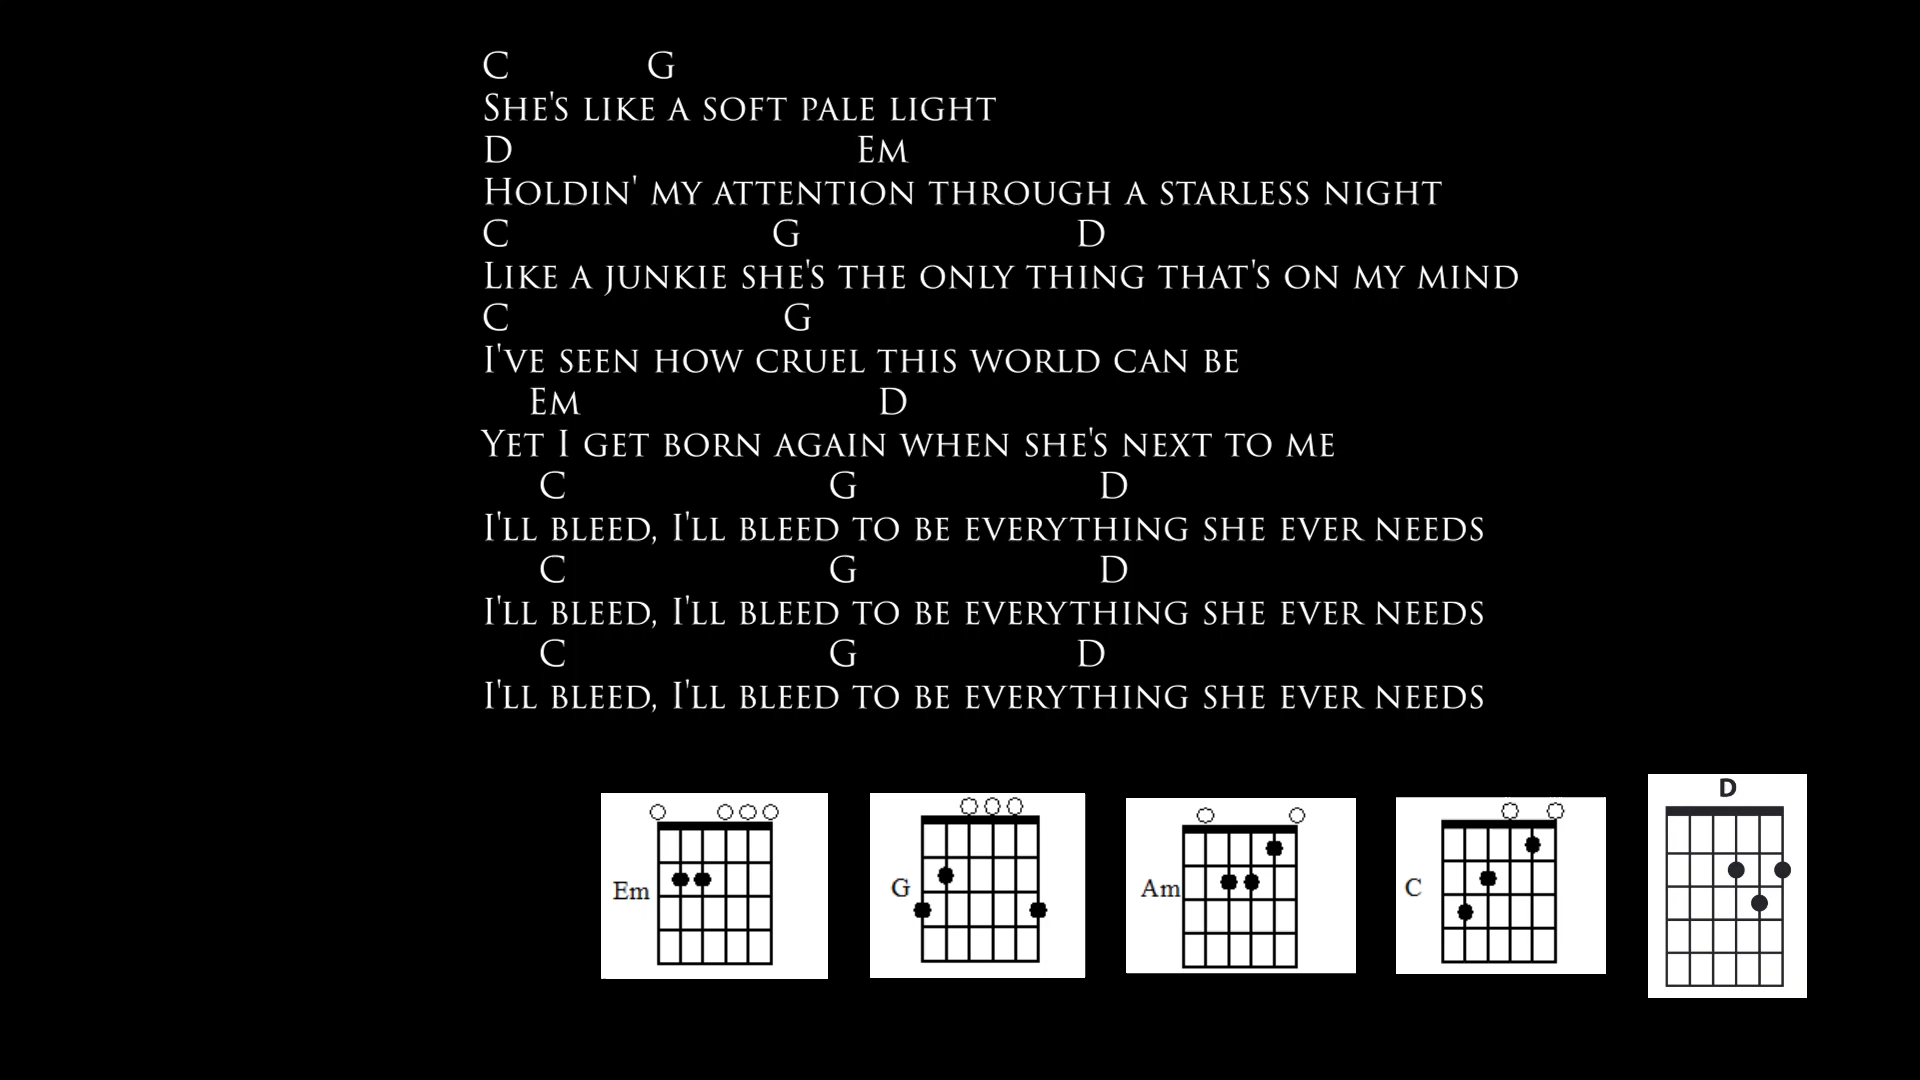 C G
She's like a soft pale light
D Em
Holdin' my attention through a starless night
C G D
Like a junkie she's the only thing that's on my mind
C G
I've seen how cruel this world can be
Em D
Yet I get born again when she's next to me
C G D
I'll bleed, I'll bleed to be everything she ever needs
C G D
I'll bleed, I'll bleed to be everything she ever needs
C G D
I'll bleed, I'll bleed to be everything she ever needs
Em G Am C D